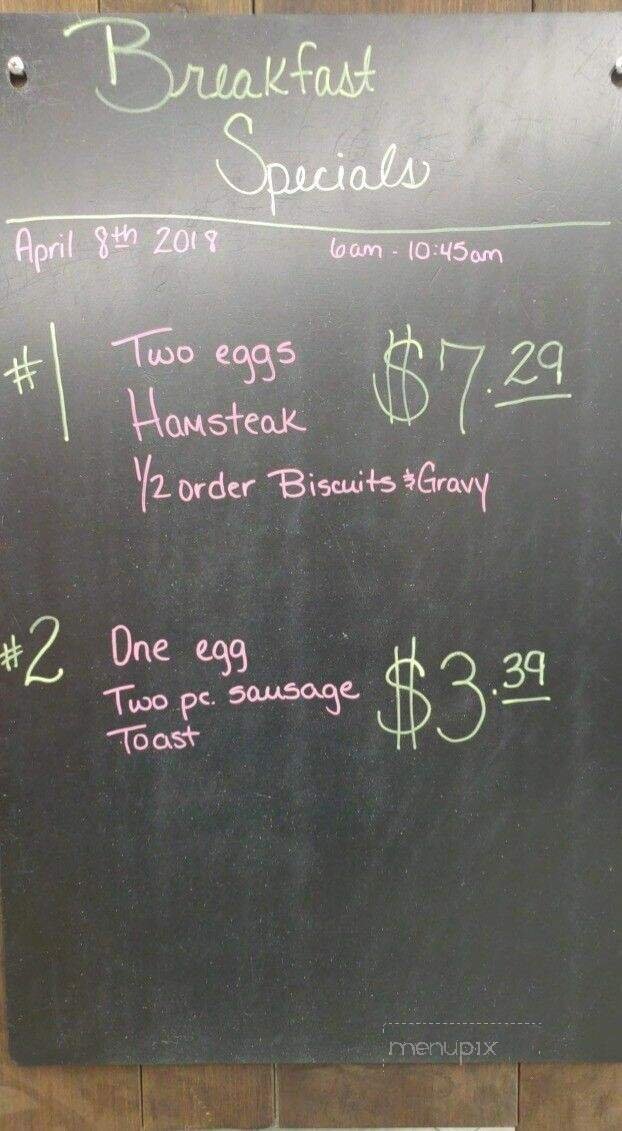 Breakfast
Specials
April 8th 2018 6am - 10:45am
#1 Two eggs $7.29
Hamsteak
1/2 order Biscuits & Gravy
#2 One egg $3.39
Two pc. sausage
Toast
menupix